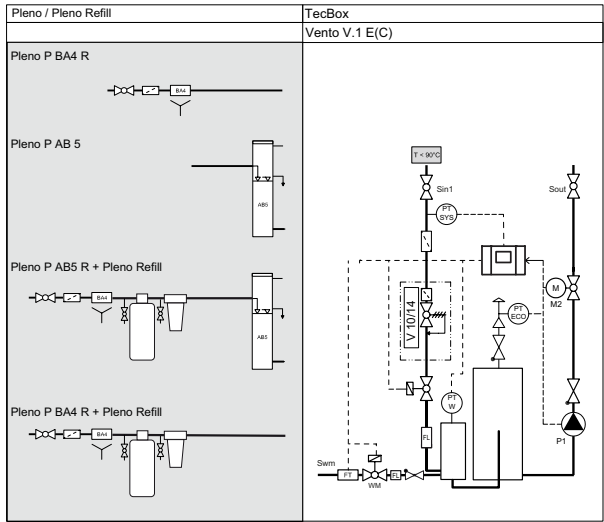 Pleno / Pleno Refill
TecBox
Vento V.1 E(C)
Pleno P BA4 R
BA4
Pleno P AB 5
AB5
Pleno P AB5 R + Pleno Refill
BA4
AB5
Pleno P BA4 R + Pleno Refill
BA4
T < 90°C
Sin1
Sout
PT
SYS
M
M2
PT
ECO
V 10/14
PT
W
FL
P1
Swm
FT
WM
FL